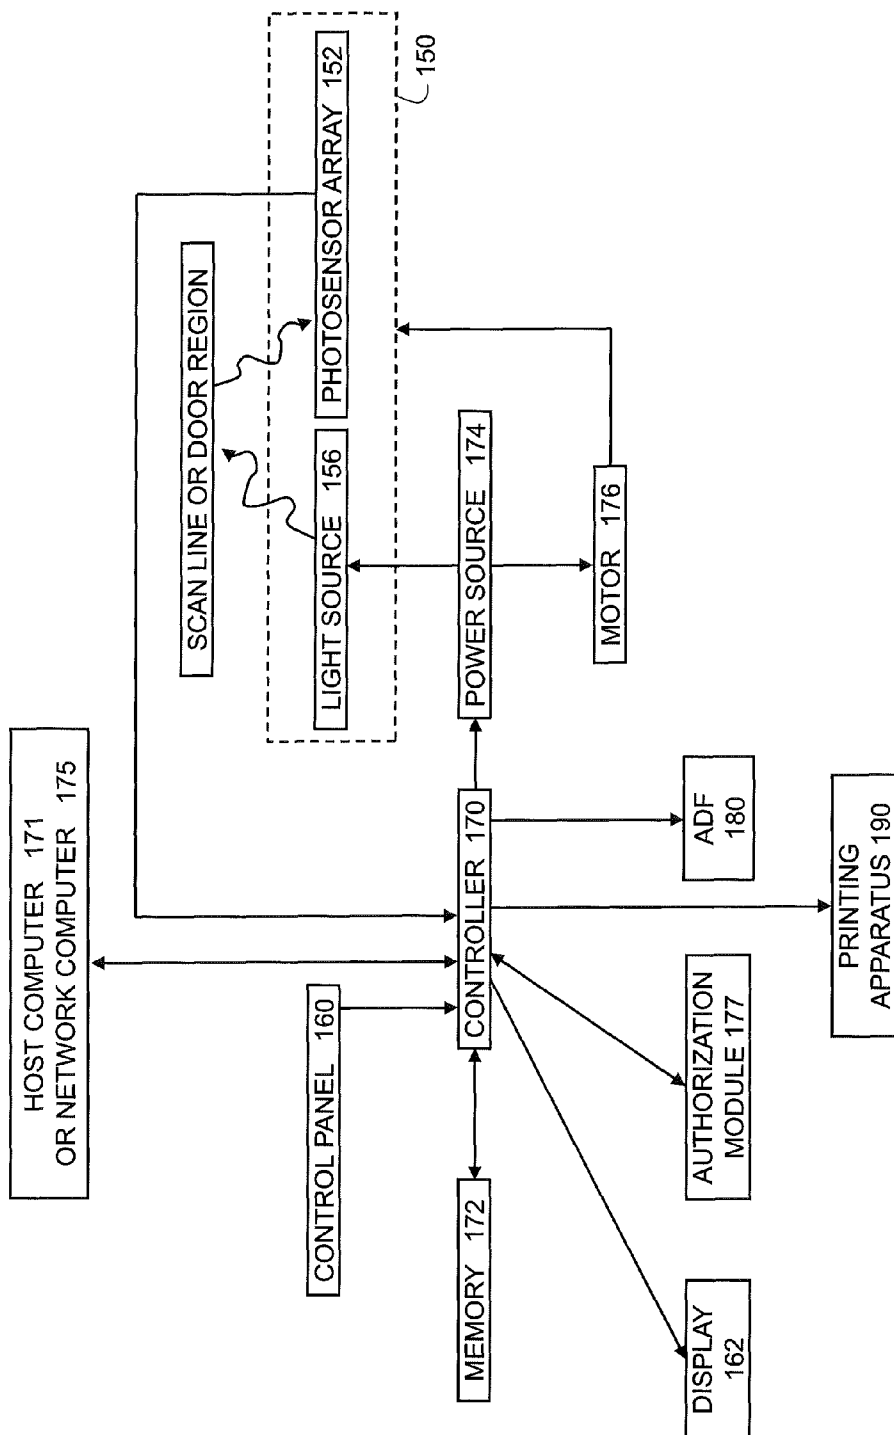 HOST COMPUTER 171
OR NETWORK COMPUTER 175
SCAN LINE OR DOOR REGION
CONTROL PANEL 160
LIGHT SOURCE 156
PHOTOSENSOR ARRAY 152
150
MEMORY 172
CONTROLLER 170
POWER SOURCE 174
MOTOR 176
DISPLAY
162
AUTHORIZATION
MODULE 177
ADF
180
PRINTING
APPARATUS 190